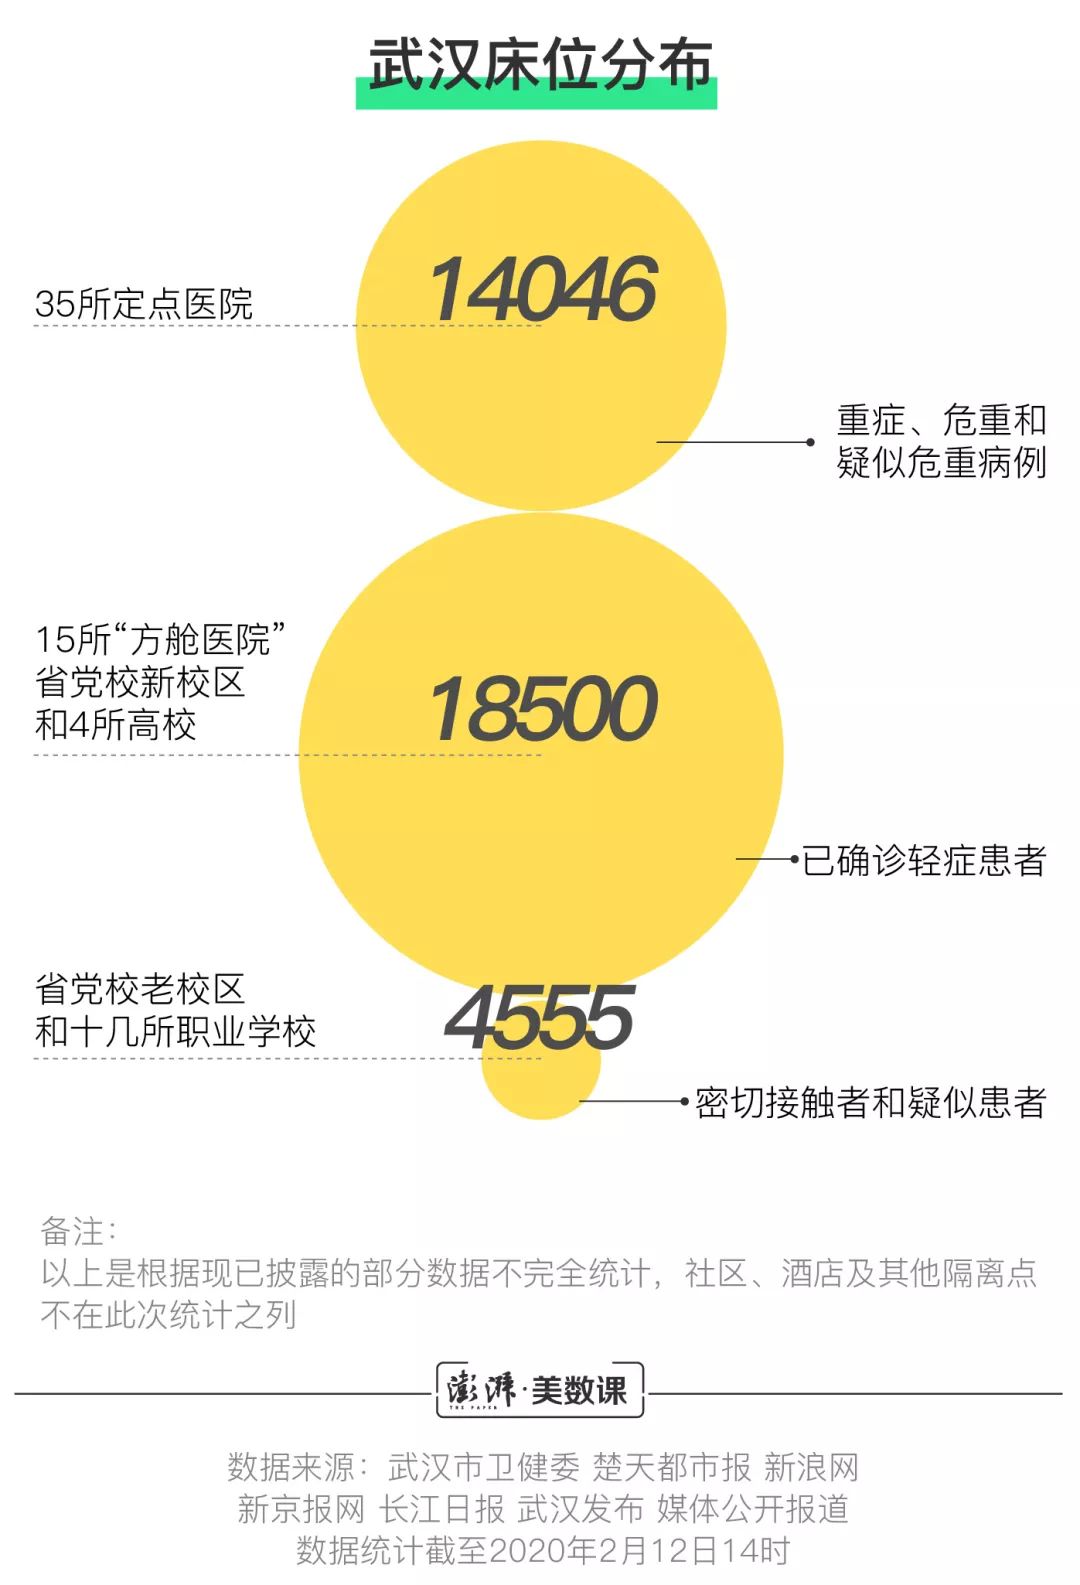 武汉床位分布
14046
35所定点医院
重症、危重和
疑似危重病例
15所“方舱医院”
省党校新校区
和4所高校
18500
已确诊轻症患者
省党校老校区
和十几所职业学校
4555
密切接触者和疑似患者
备注：
以上是根据现已披露的部分数据不完全统计，社区、酒店及其他隔离点
不在此次统计之列
澎湃·美数课
THE PAPER
数据来源：武汉市卫健委 楚天都市报 新浪网
新京报网 长江日报 武汉发布 媒体公开报道
数据统计截至2020年2月12日14时